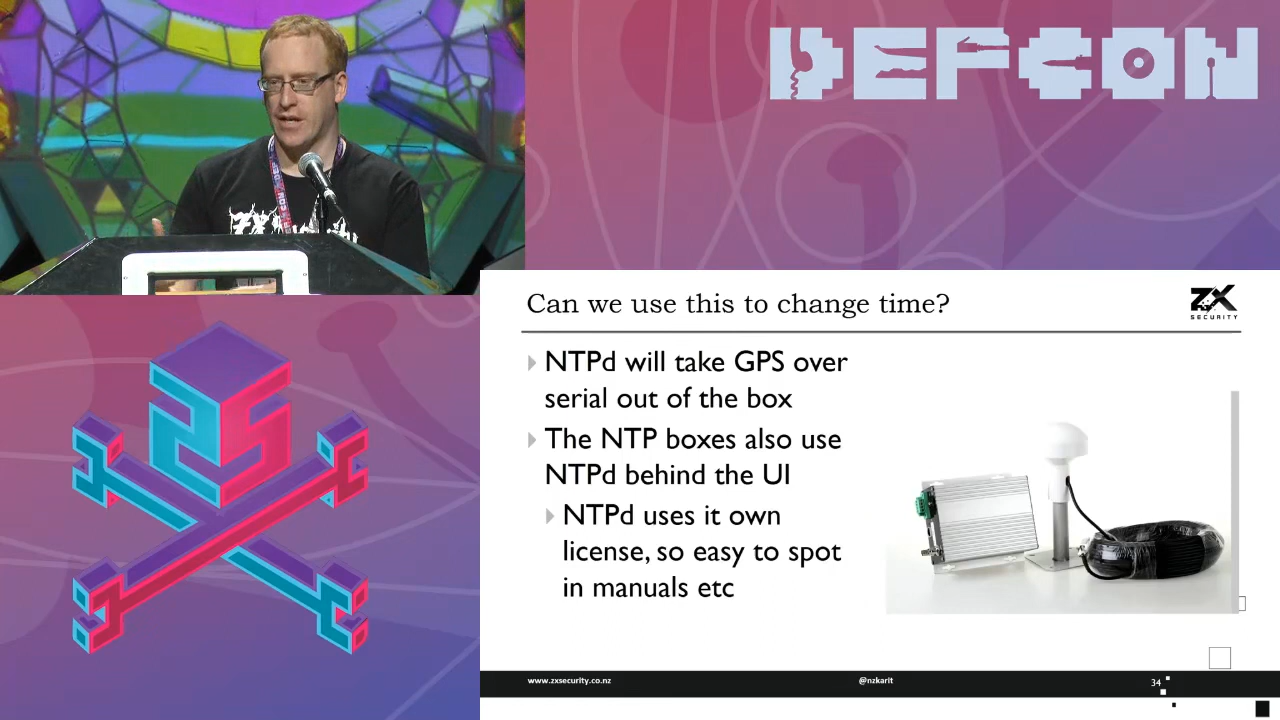 DEFCON
ZX
25
Can we use this to change time?
ZX
SECURITY
NTPd will take GPS over
serial out of the box
The NTP boxes also use
NTPd behind the UI
NTPd uses it own
license, so easy to spot
in manuals etc
www.zxsecurity.co.nz
@nzkarit
34